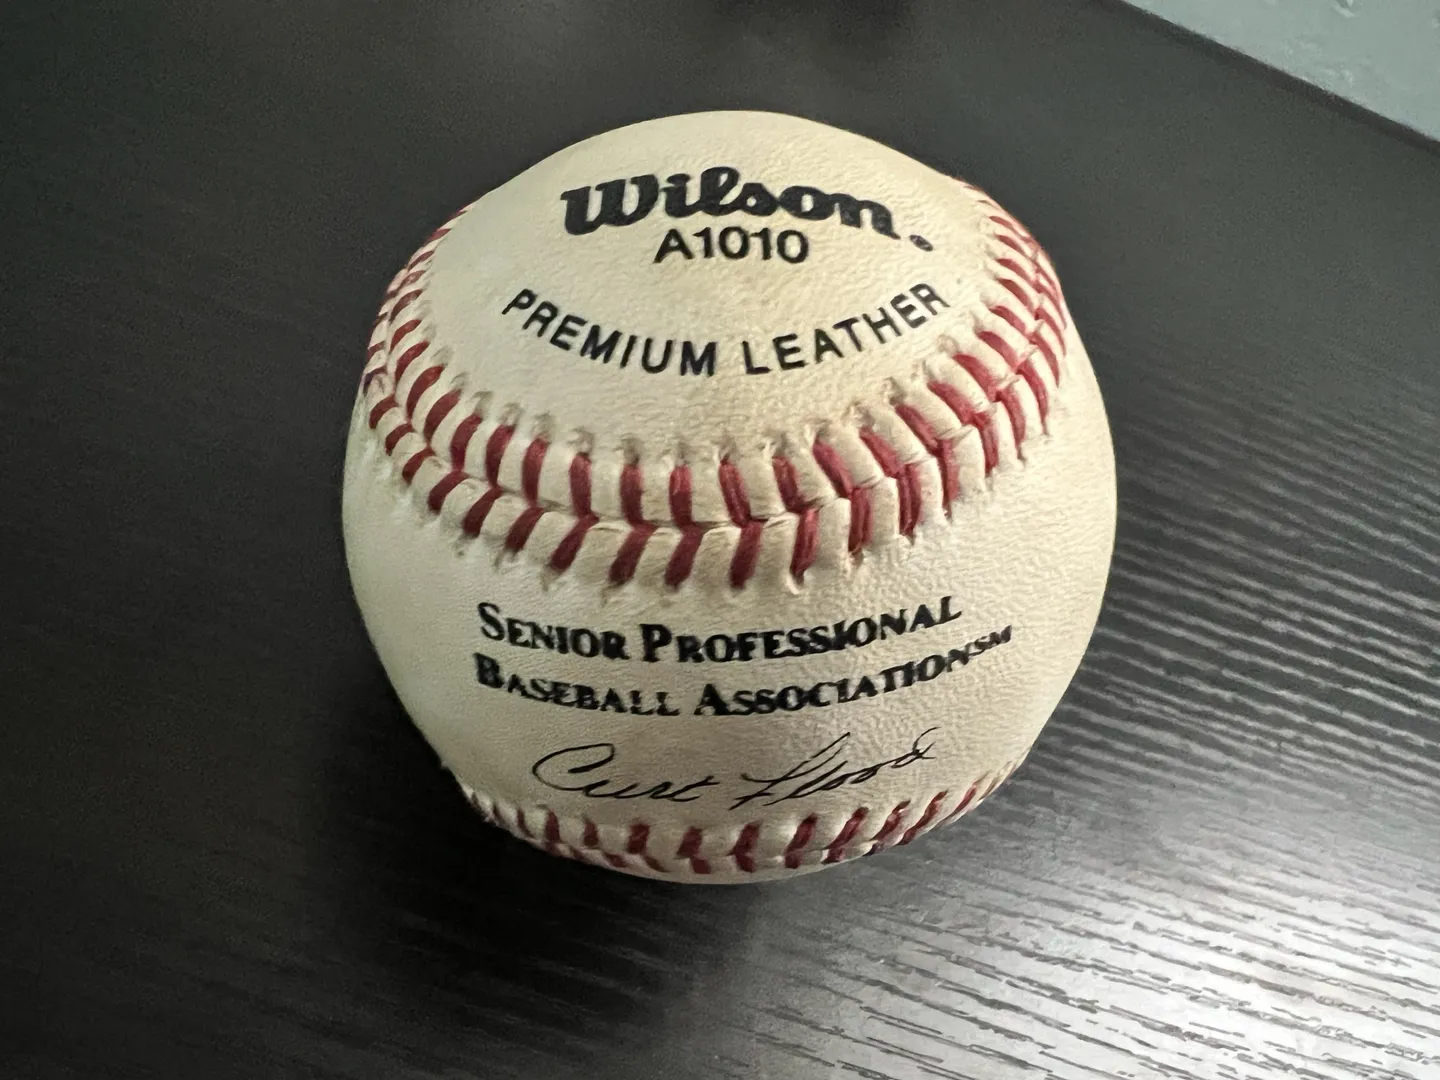 Wilson.
A1010
PREMIUM LEATHER
SENIOR PROFESSIONAL
BASEBALL ASSOCIATION℠
Curt Flood